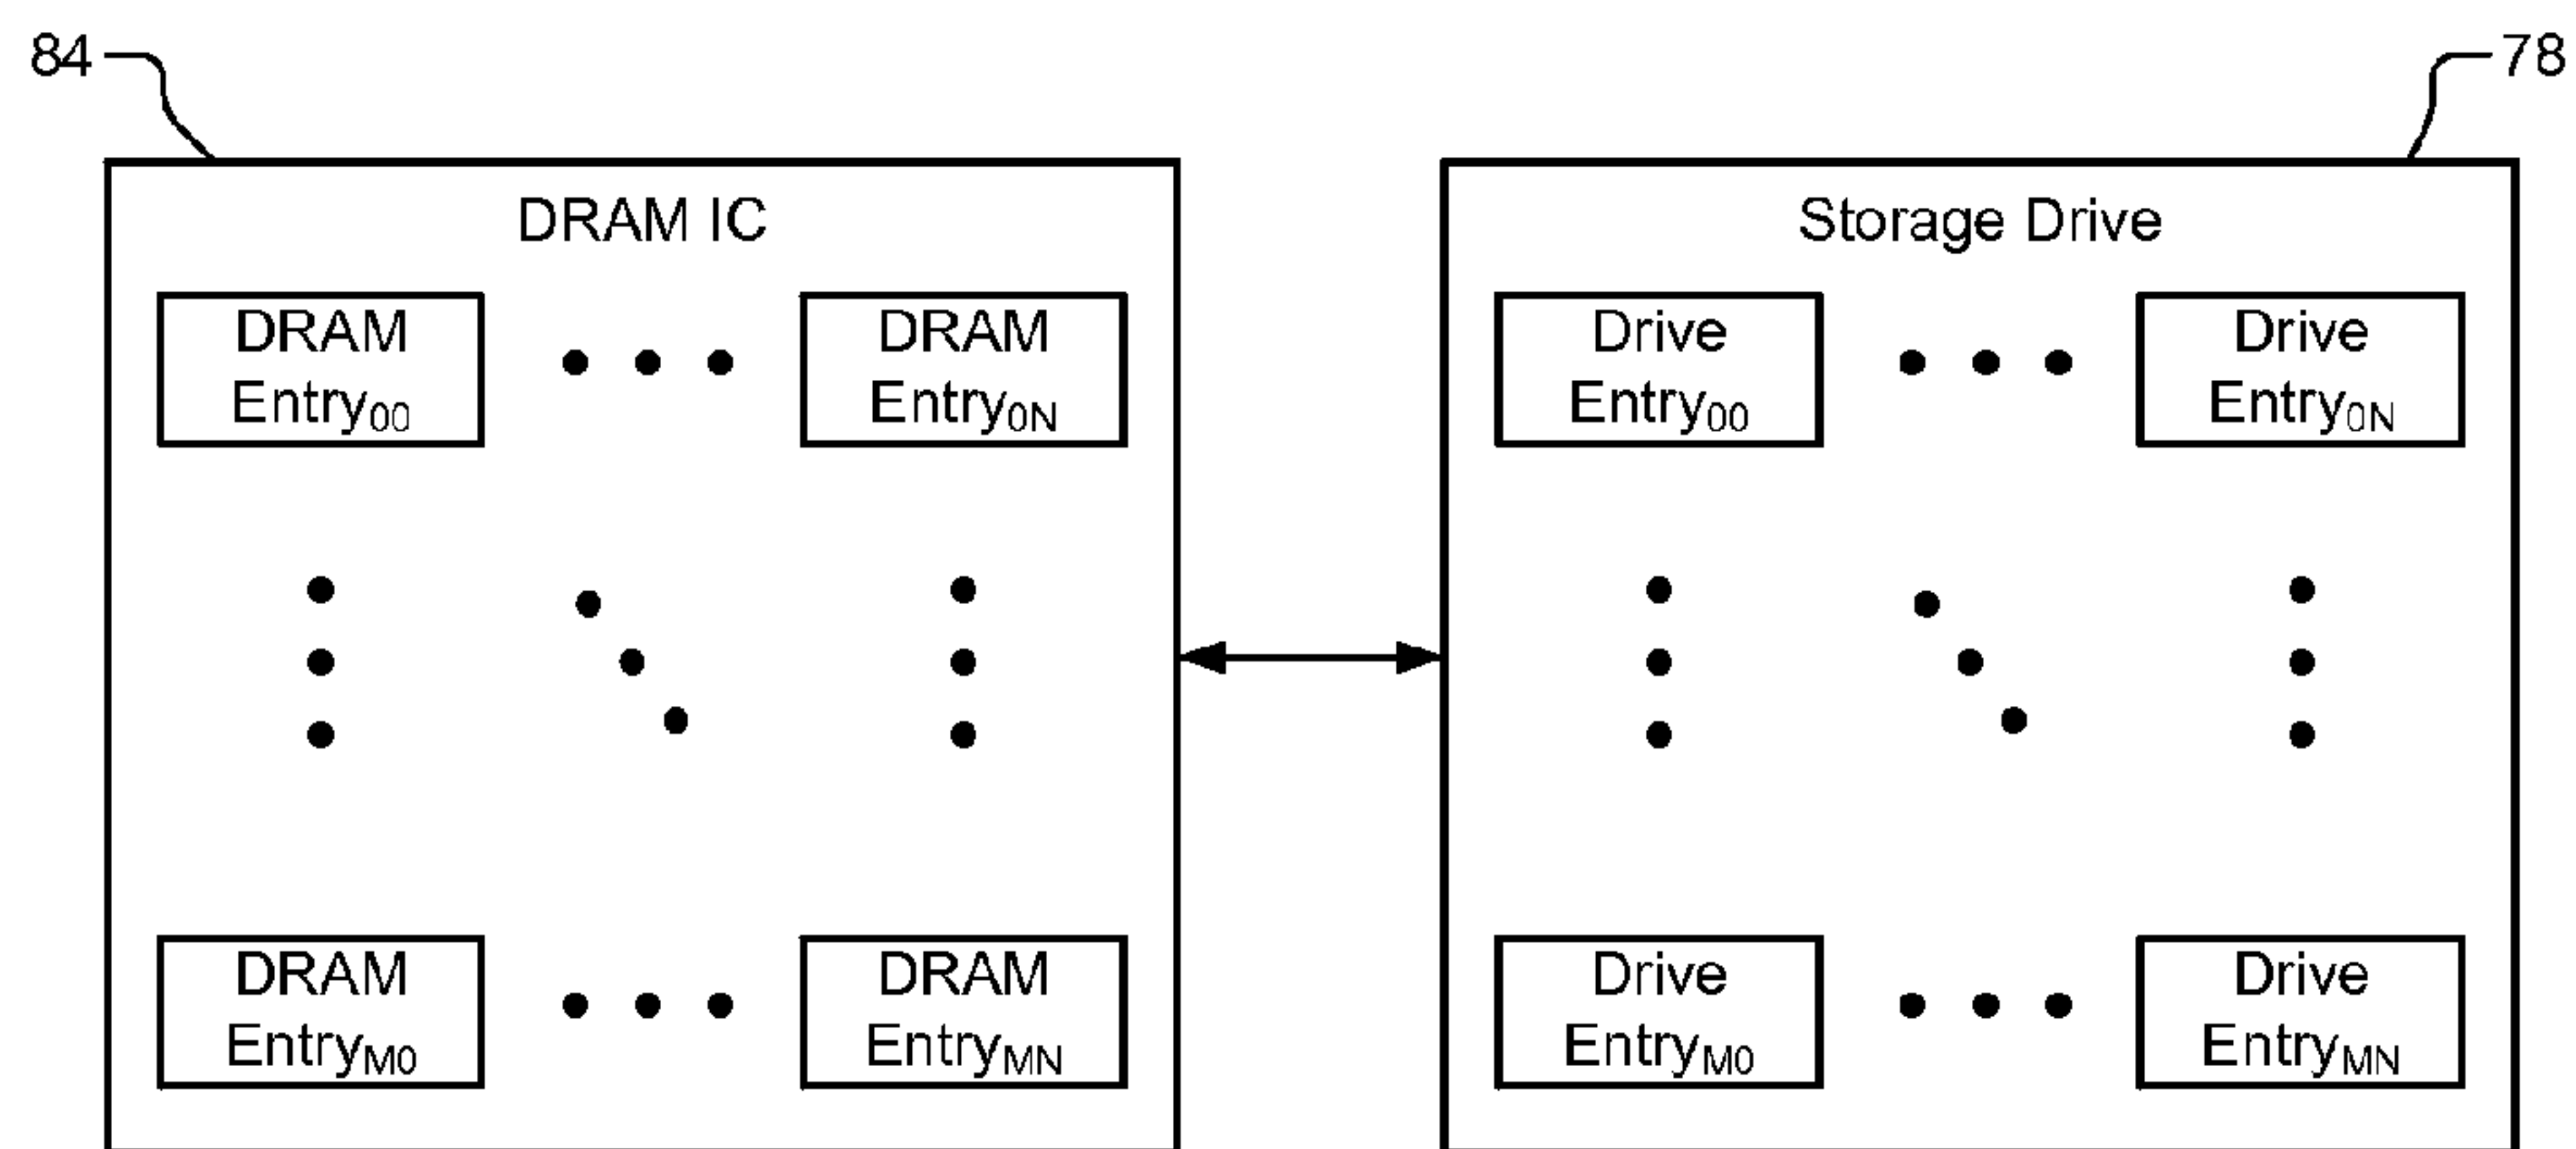 84
78
DRAM IC
Storage Drive
DRAM
Entry00
DRAM
Entry0N
Drive
Entry00
Drive
Entry0N
DRAM
EntryM0
DRAM
EntryMN
Drive
EntryM0
Drive
EntryMN